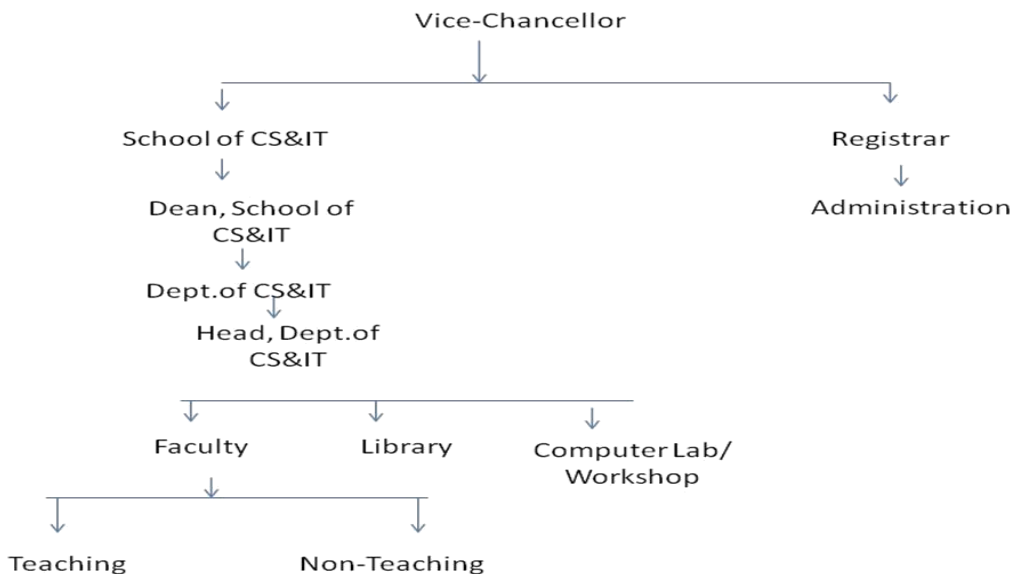 Vice-Chancellor
School of CS&IT
Registrar
Dean, School of
CS&IT
Administration
Dept.of CS&IT
Head, Dept.of
CS&IT
Faculty
Library
Computer Lab/
Workshop
Teaching
Non-Teaching